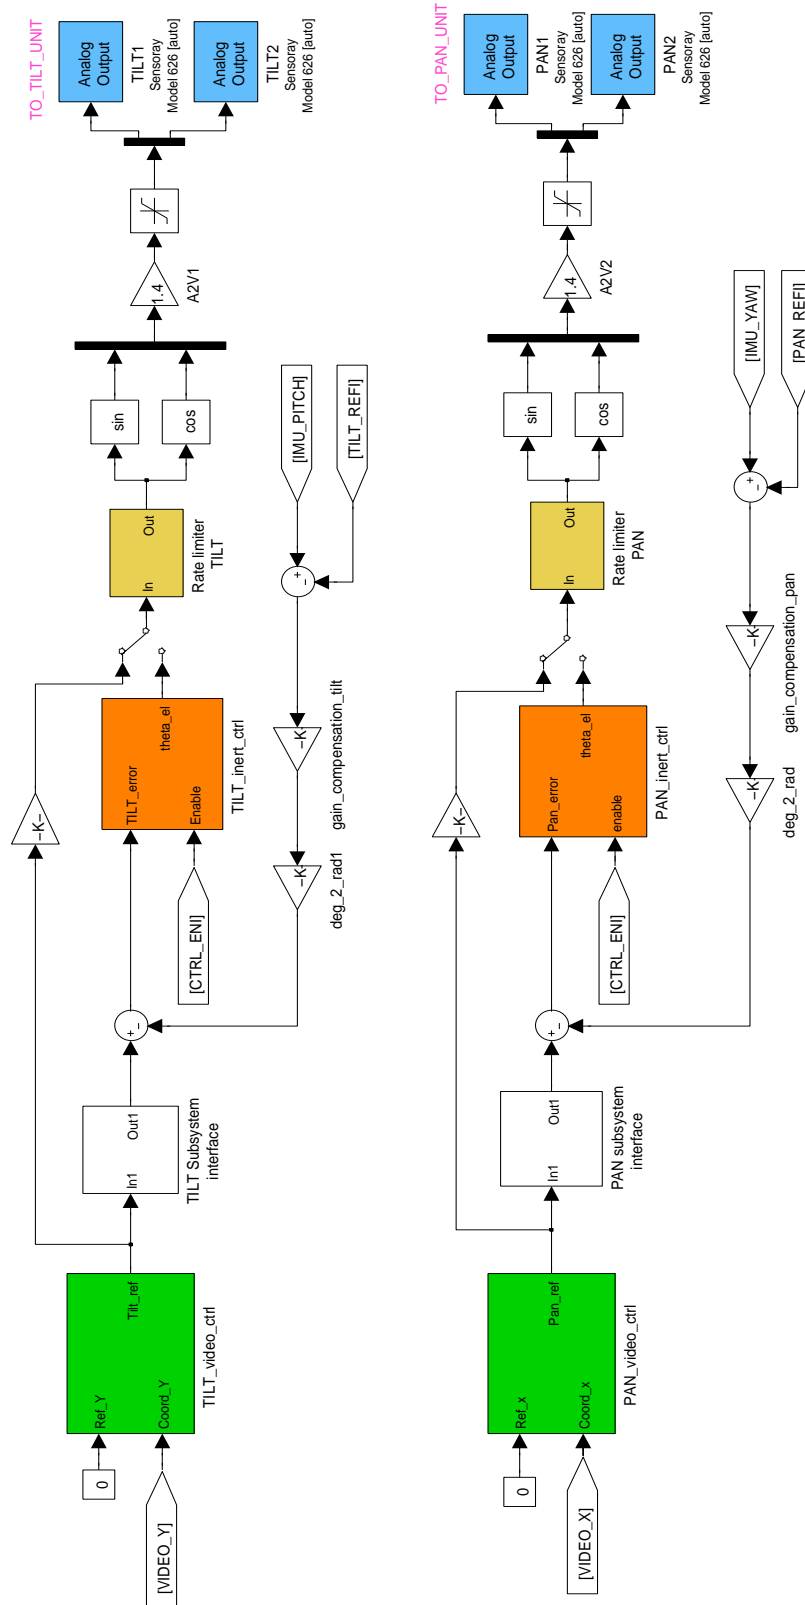 [VIDEO_Y]
0
Ref_Y
Coord_Y
Tilt_ref
TILT_video_ctrl
In1
Out1
TILT Subsystem
interface
+
−
-K-
[CTRL_ENI]
TILT_error
Enable
theta_el
TILT_inert_ctrl
In
Out
Rate limiter
TILT
sin
cos
1.4
A2V1
TO_TILT_UNIT
Analog
Output
TILT1
Sensoray
Model 626 [auto]
Analog
Output
TILT2
Sensoray
Model 626 [auto]
[IMU_PITCH]
[TILT_REFI]
+
−
-K-
gain_compensation_tilt
-K-
deg_2_rad1
[VIDEO_X]
0
Ref_x
Coord_x
Pan_ref
PAN_video_ctrl
In1
Out1
PAN subsystem
interface
+
−
-K-
[CTRL_ENI]
Pan_error
enable
theta_el
PAN_inert_ctrl
In
Out
Rate limiter
PAN
sin
cos
1.4
A2V2
TO_PAN_UNIT
Analog
Output
PAN1
Sensoray
Model 626 [auto]
Analog
Output
PAN2
Sensoray
Model 626 [auto]
[IMU_YAW]
[PAN_REFI]
+
−
-K-
gain_compensation_pan
-K-
deg_2_rad